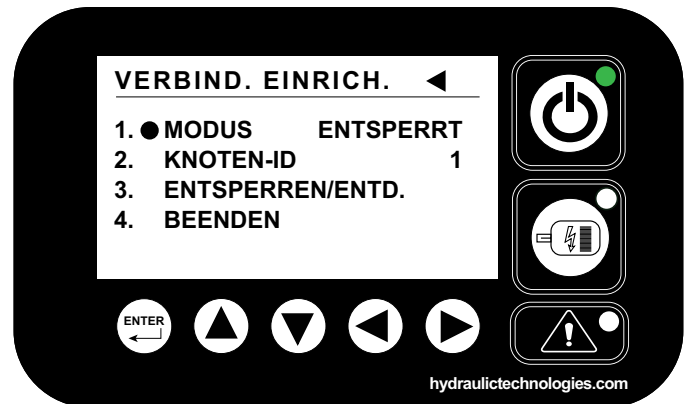 VERBIND. EINRICH. ◀
1. ● MODUS ENTSPERRT
2. KNOTEN-ID 1
3. ENTSPERREN/ENTD.
4. BEENDEN
ENTER
hydraulictechnologies.com